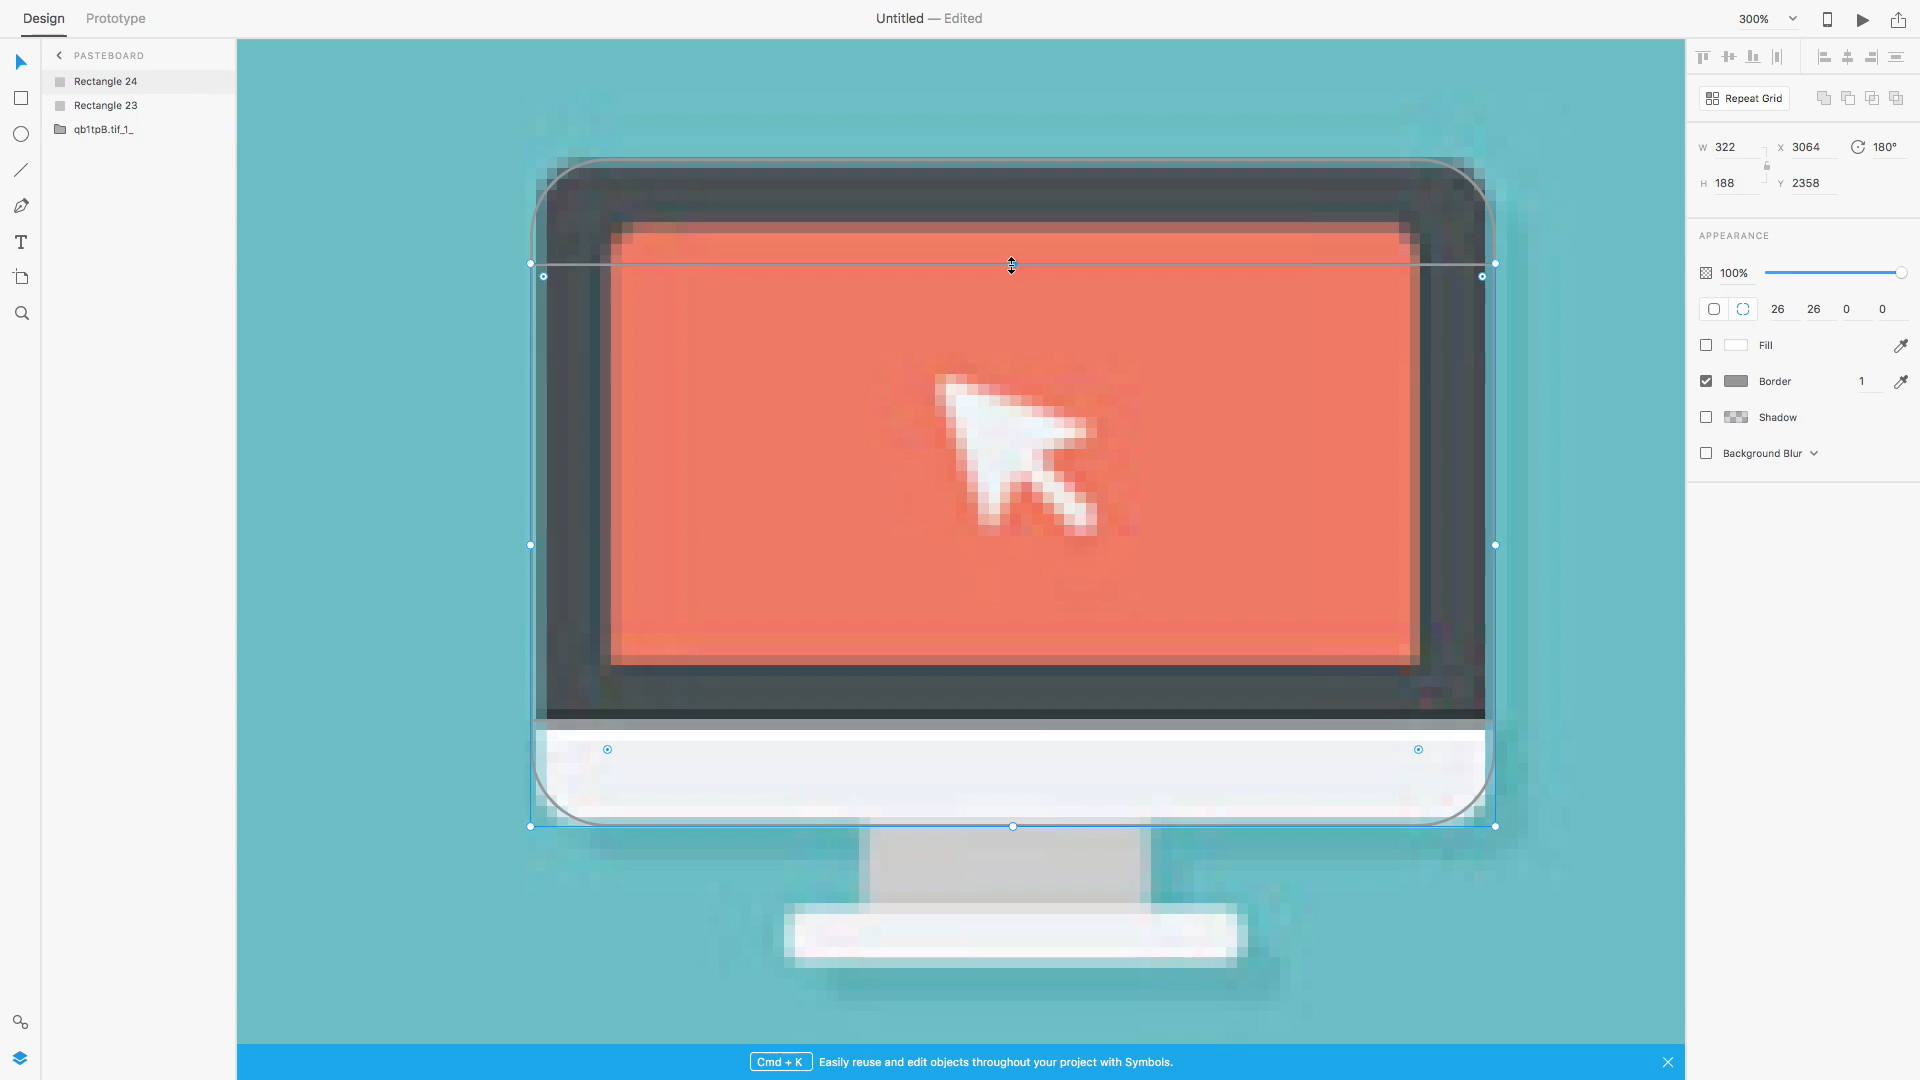 Design Prototype Untitled — Edited 300%
PASTEBOARD
Rectangle 24
Rectangle 23
qb1tpB.tif_1_
Repeat Grid
W 322 X 3064 180°
H 188 Y 2358
APPEARANCE
100%
26 26 0 0
Fill
Border 1
Shadow
Background Blur
Cmd + K Easily reuse and edit objects throughout your project with Symbols.